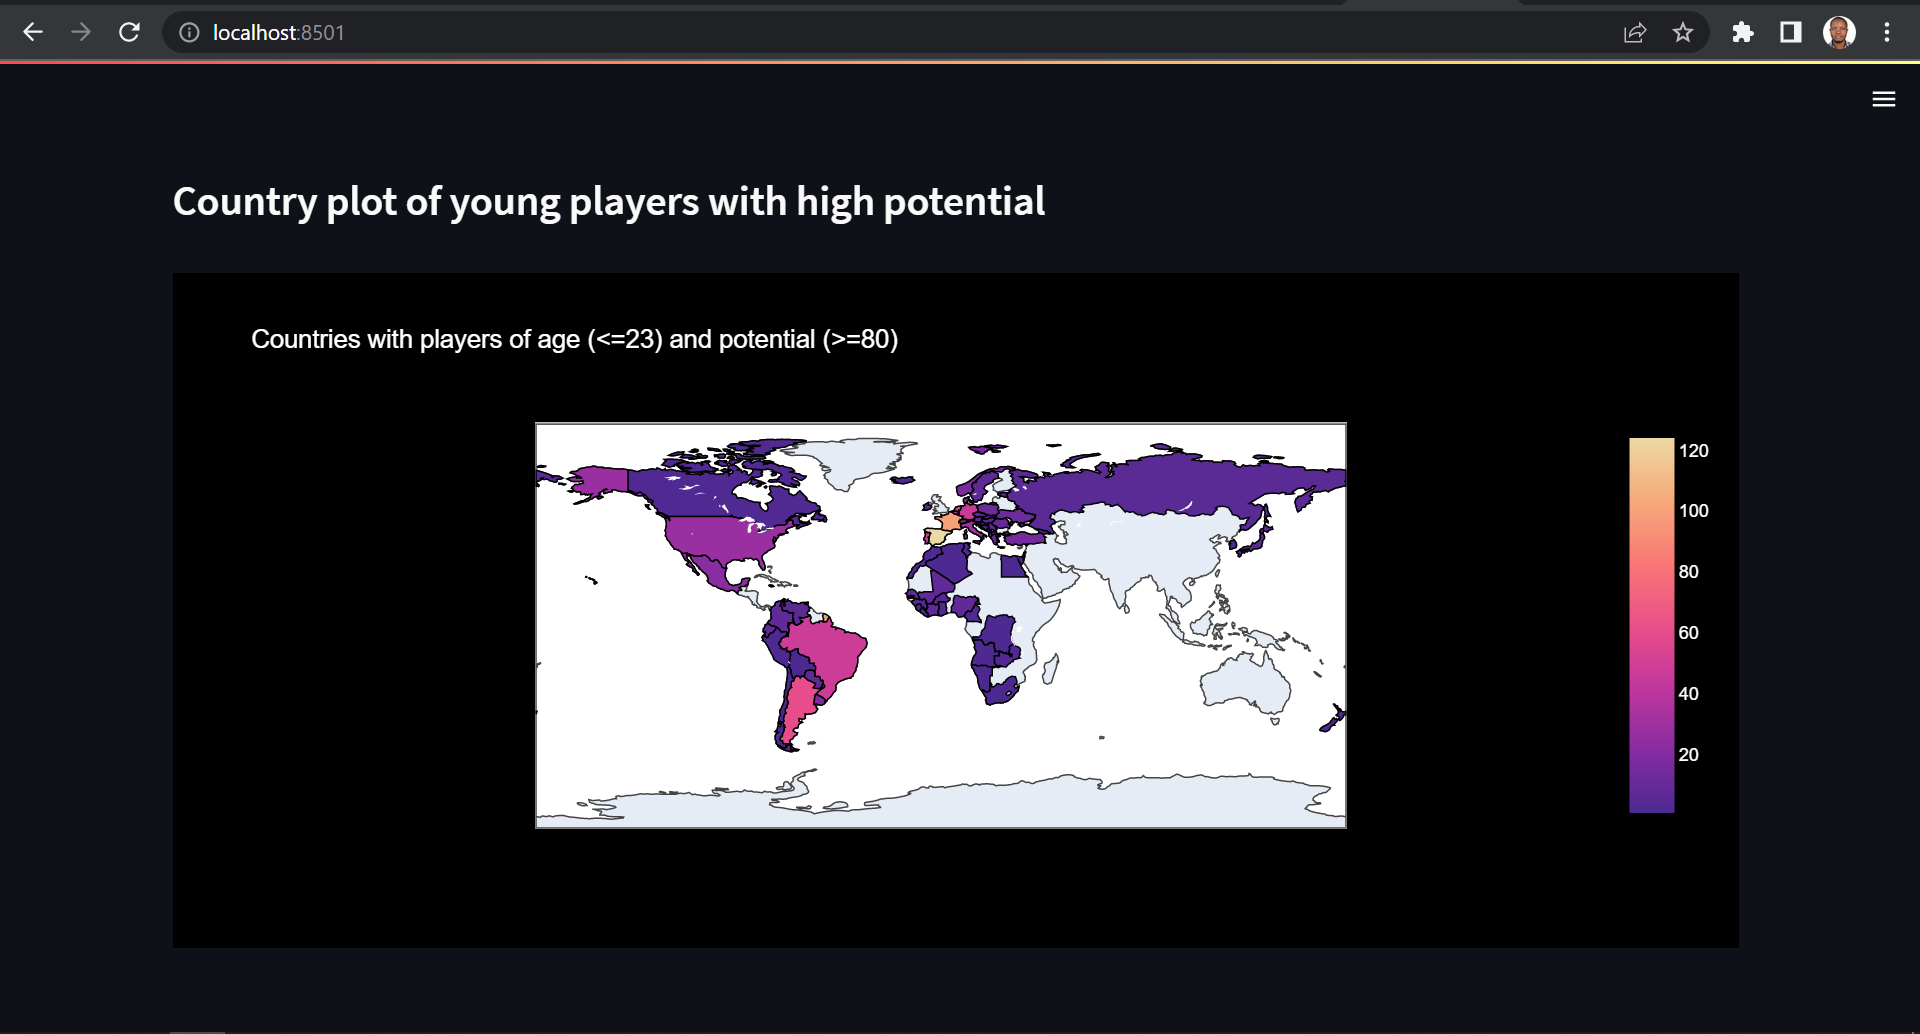 localhost:8501
Country plot of young players with high potential
Countries with players of age (<=23) and potential (>=80)
120
100
80
60
40
20